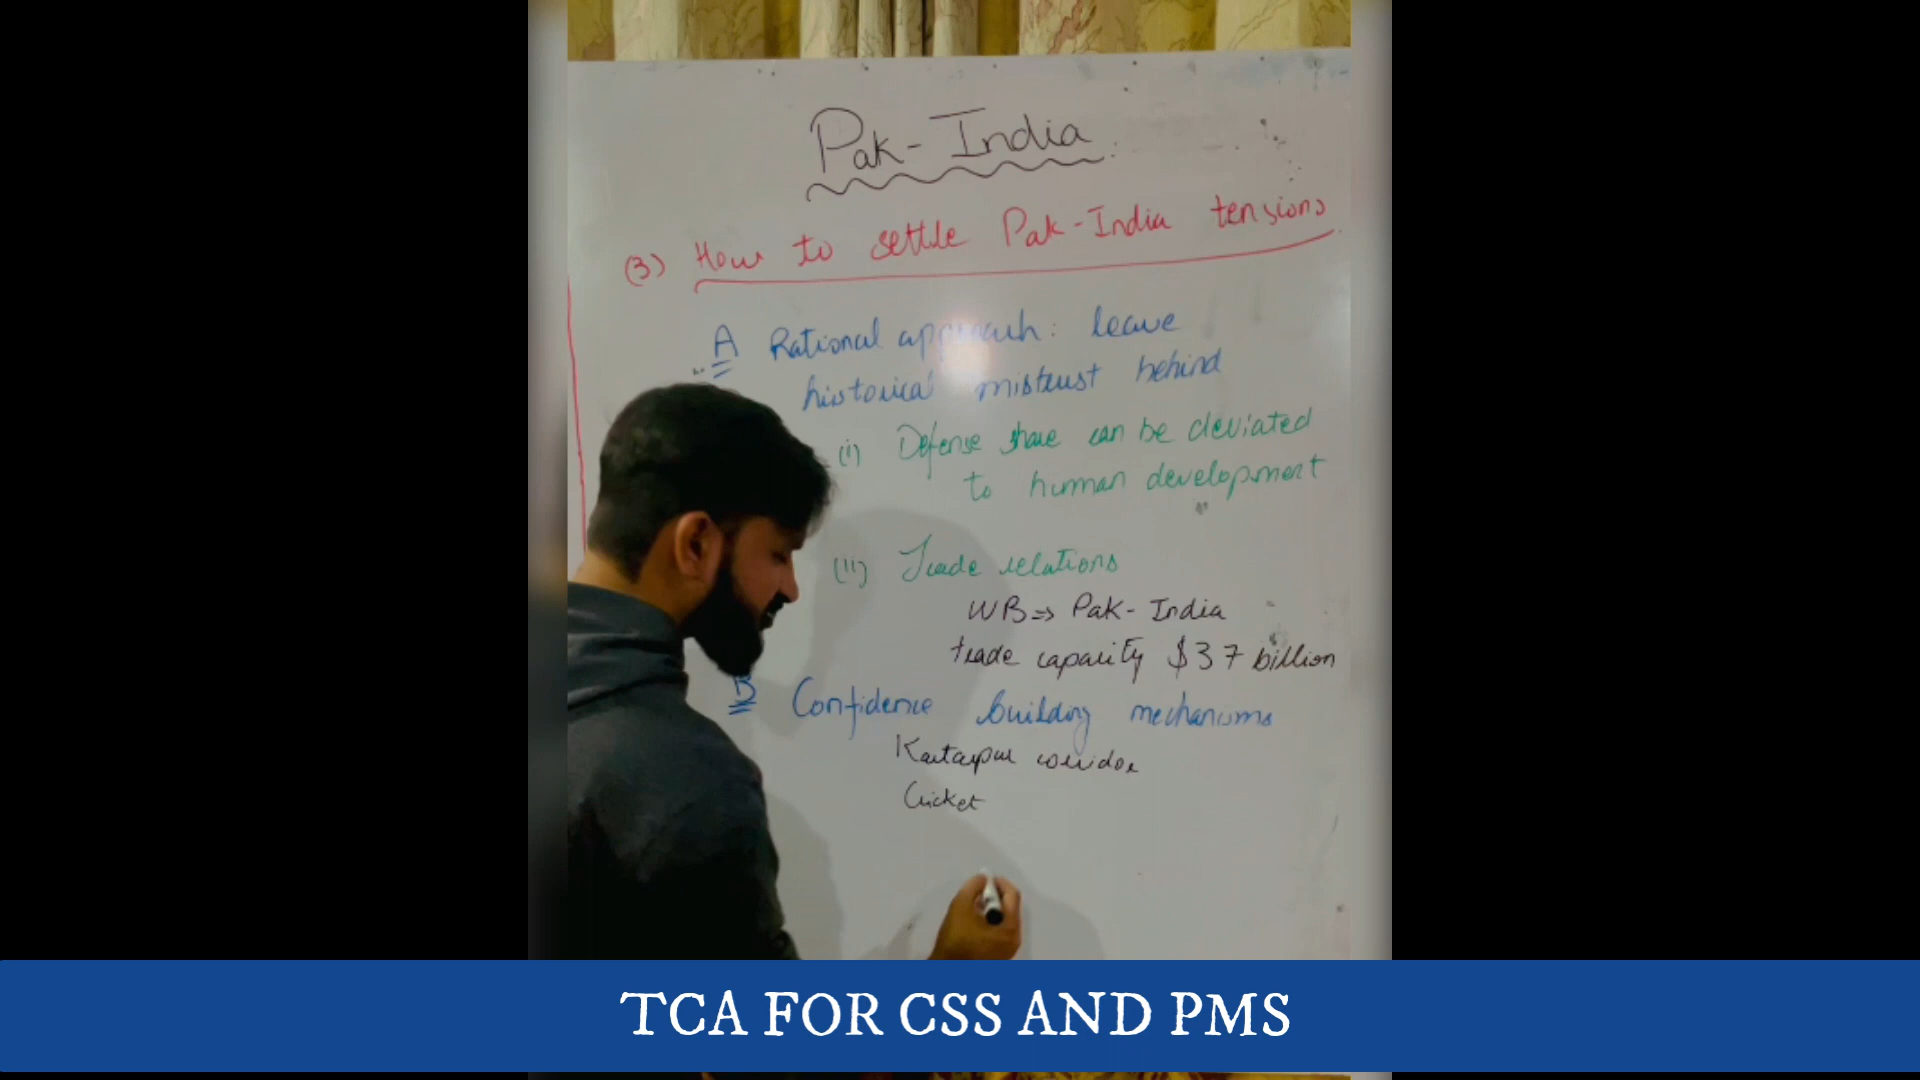 Pak-India
(3) How to settle Pak-India tensions
A Rational approach: leave
historical mistrust behind
(i) Defense share can be deviated
to human development
(ii) Trade relations
WB⇒ Pak-India
trade capacity $37 billion
B Confidence building mechanisms
Kartarpur corridor
Cricket
TCA FOR CSS AND PMS